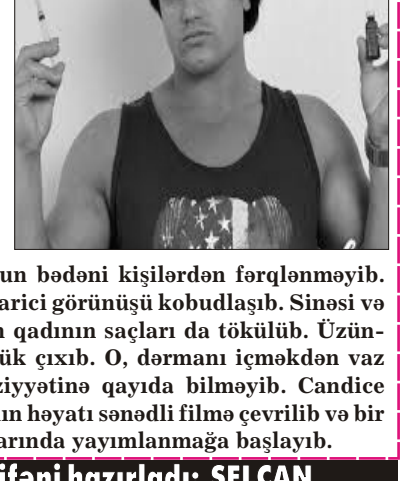 un bədəni kişilərdən fərqlənməyib.
arici görünüşü kobudlaşıb. Sinəsi və
n qadının saçları da tökülüb. Üzün-
ük çıxıb. O, dərmanı içməkdən vaz
ziyyətinə qayıda bilməyib. Candice
ın həyatı sənədli filmə çevrilib və bir
arında yayımlanmağa başlayıb.
ifəni hazırladı: SELCAN